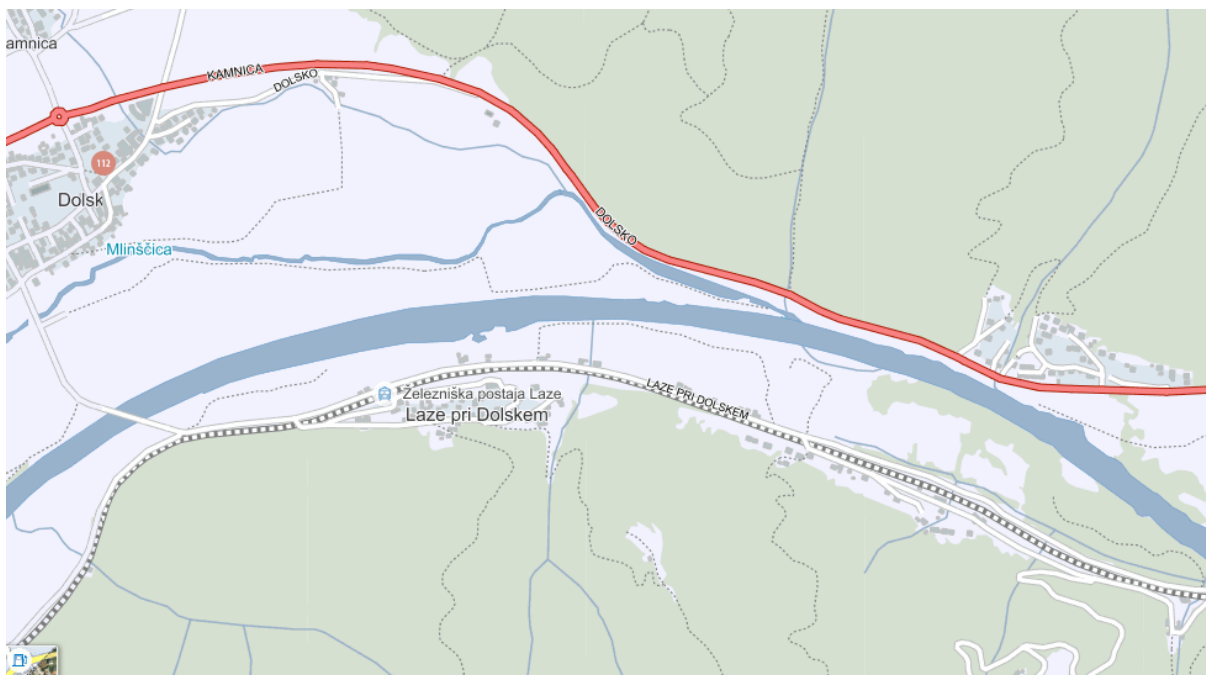 amnica
KAMNICA
DOLSKO
112
Dolsk
DOLSKO
Mlinščica
Železniška postaja Laze
LAZE PRI DOLSKEM
Laze pri Dolskem